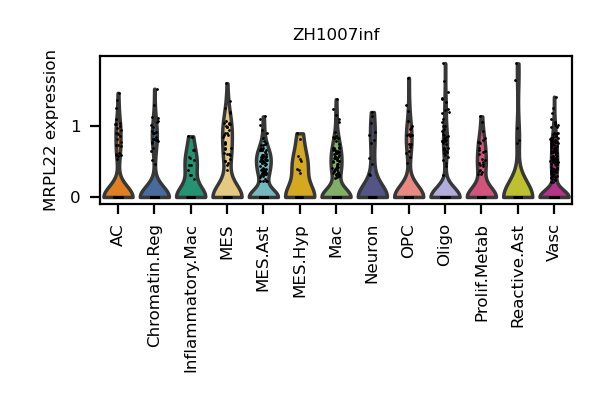 ZH1007inf
MRPL22 expression
1
0
AC
Chromatin.Reg
Inflammatory.Mac
MES
MES.Ast
MES.Hyp
Mac
Neuron
OPC
Oligo
Prolif.Metab
Reactive.Ast
Vasc